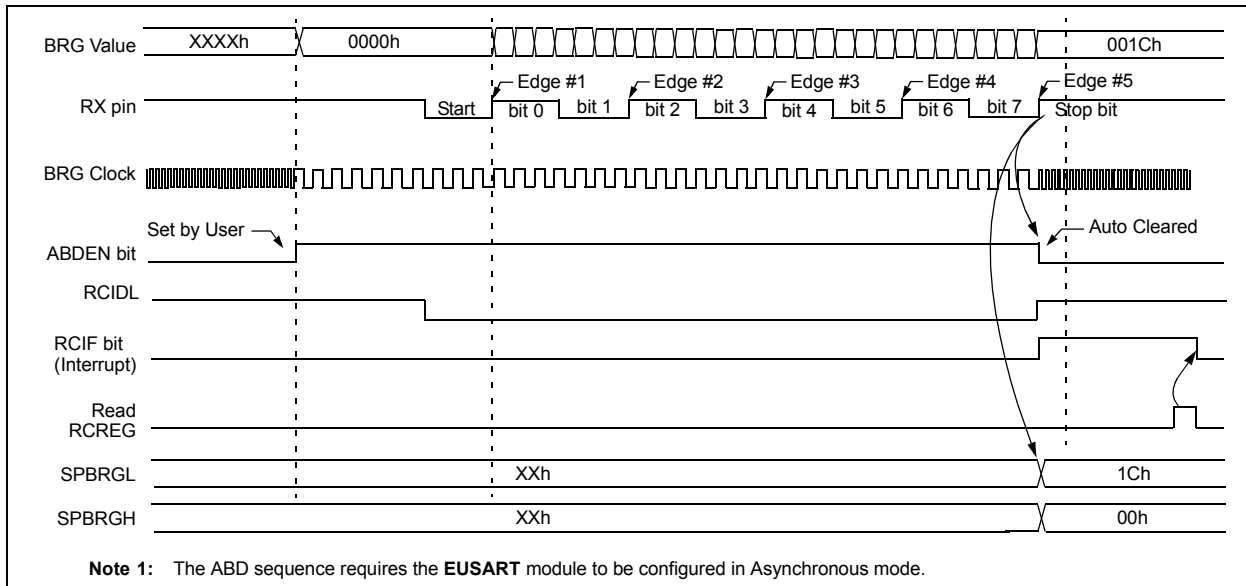 BRG Value XXXXh 0000h 001Ch
Edge #1 Edge #2 Edge #3 Edge #4 Edge #5
RX pin Start bit 0 bit 1 bit 2 bit 3 bit 4 bit 5 bit 6 bit 7 Stop bit
BRG Clock
Set by User Auto Cleared
ABDEN bit
RCIDL
RCIF bit
(Interrupt)
Read
RCREG
SPBRGL XXh 1Ch
SPBRGH XXh 00h
Note 1: The ABD sequence requires the EUSART module to be configured in Asynchronous mode.